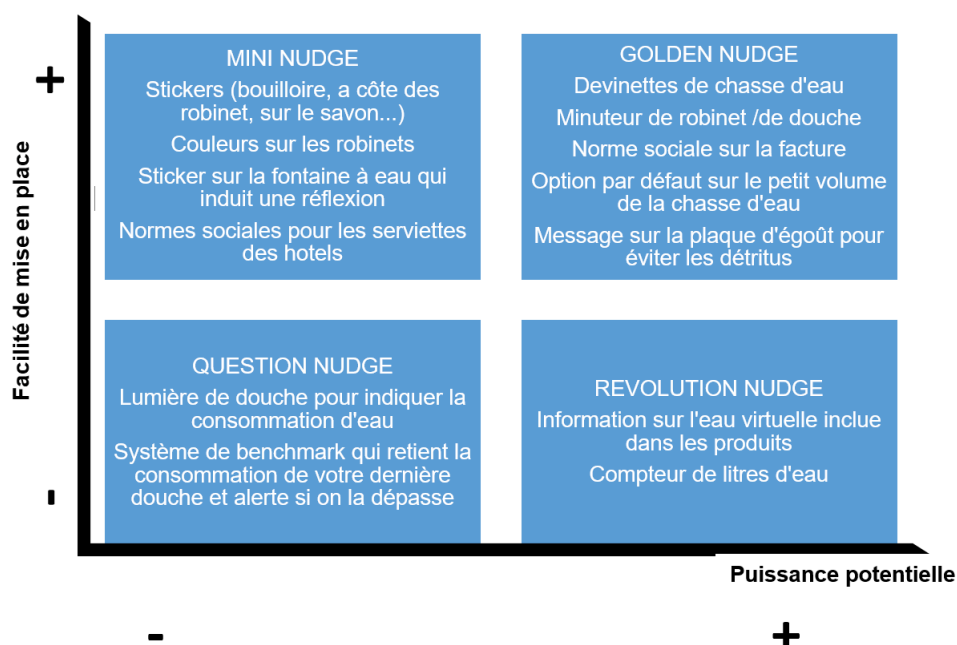 MINI NUDGE
Stickers (bouilloire, a côte des
robinet, sur le savon...)
Couleurs sur les robinets
Sticker sur la fontaine à eau qui
induit une réflexion
Normes sociales pour les serviettes
des hotels
GOLDEN NUDGE
Devinettes de chasse d'eau
Minuteur de robinet /de douche
Norme sociale sur la facture
Option par défaut sur le petit volume
de la chasse d'eau
Message sur la plaque d'égoût pour
éviter les détritus
+
Facilité de mise en place
-
QUESTION NUDGE
Lumière de douche pour indiquer la
consommation d'eau
Système de benchmark qui retient la
consommation de votre dernière
douche et alerte si on la dépasse
REVOLUTION NUDGE
Information sur l'eau virtuelle inclue
dans les produits
Compteur de litres d'eau
Puissance potentielle
-
+